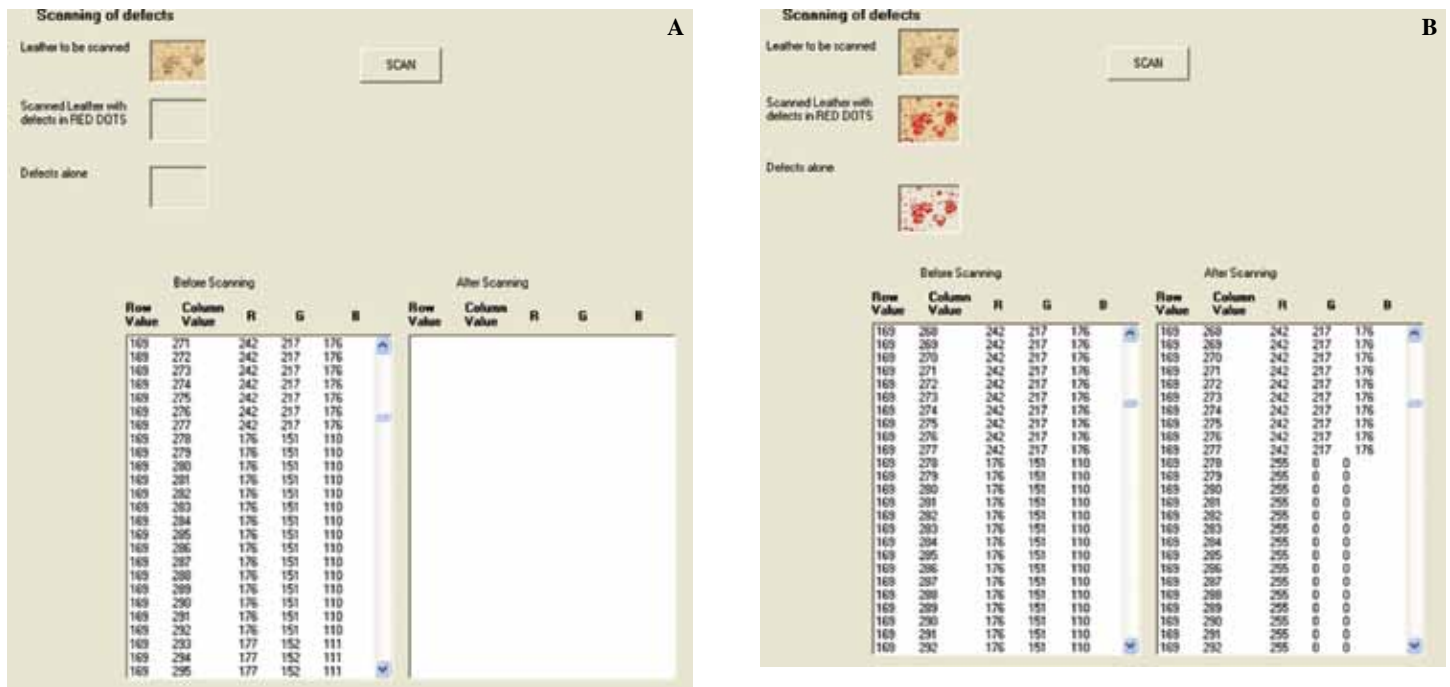 Scanning of defects
A
Leather to be scanned
SCAN
Scanned Leather with
defects in RED DOTS
Defects alone
Before Scanning
After Scanning
Row Value Column Value R G B
Row Value Column Value R G B
169 271 242 217 176
169 272 242 217 176
169 273 242 217 176
169 274 242 217 176
169 275 242 217 176
169 276 242 217 176
169 277 242 217 176
169 278 176 151 110
169 279 176 151 110
169 280 176 151 110
169 281 176 151 110
169 282 176 151 110
169 283 176 151 110
169 284 176 151 110
169 285 176 151 110
169 286 176 151 110
169 287 176 151 110
169 288 176 151 110
169 289 176 151 110
169 290 176 151 110
169 291 176 151 110
169 292 176 151 110
169 293 177 152 111
169 294 177 152 111
169 295 177 152 111
Scanning of defects
B
Leather to be scanned
SCAN
Scanned Leather with
defects in RED DOTS
Defects alone
Before Scanning
After Scanning
Row Value Column Value R G B
Row Value Column Value R G B
169 268 242 217 176 169 268 242 217 176
169 269 242 217 176 169 269 242 217 176
169 270 242 217 176 169 270 242 217 176
169 271 242 217 176 169 271 242 217 176
169 272 242 217 176 169 272 242 217 176
169 273 242 217 176 169 273 242 217 176
169 274 242 217 176 169 274 242 217 176
169 275 242 217 176 169 275 242 217 176
169 276 242 217 176 169 276 242 217 176
169 277 242 217 176 169 277 242 217 176
169 278 176 151 110 169 278 255 0 0
169 279 176 151 110 169 279 255 0 0
169 280 176 151 110 169 280 255 0 0
169 281 176 151 110 169 281 255 0 0
169 282 176 151 110 169 282 255 0 0
169 283 176 151 110 169 283 255 0 0
169 284 176 151 110 169 284 255 0 0
169 285 176 151 110 169 285 255 0 0
169 286 176 151 110 169 286 255 0 0
169 287 176 151 110 169 287 255 0 0
169 288 176 151 110 169 288 255 0 0
169 289 176 151 110 169 289 255 0 0
169 290 176 151 110 169 290 255 0 0
169 291 176 151 110 169 291 255 0 0
169 292 176 151 110 169 292 255 0 0